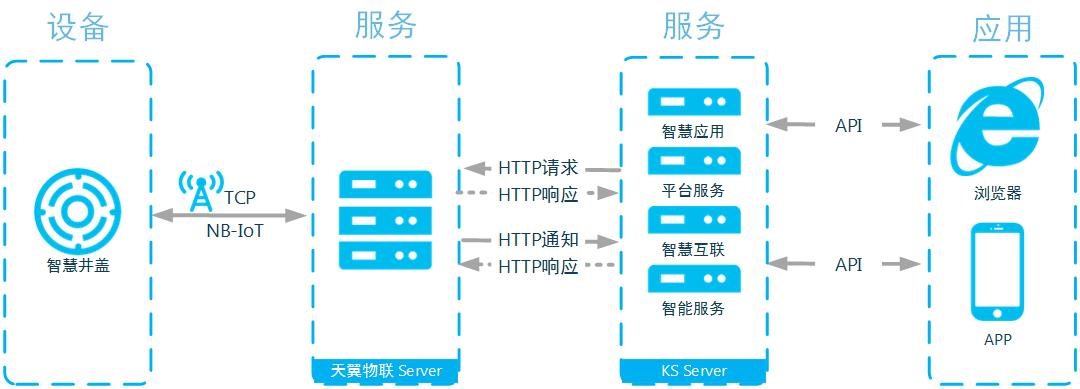 设备
服务
服务
应用
智慧井盖
TCP
NB-IoT
天翼物联 Server
HTTP请求
HTTP响应
HTTP通知
HTTP响应
智慧应用
平台服务
智慧互联
智能服务
KS Server
API
API
浏览器
APP